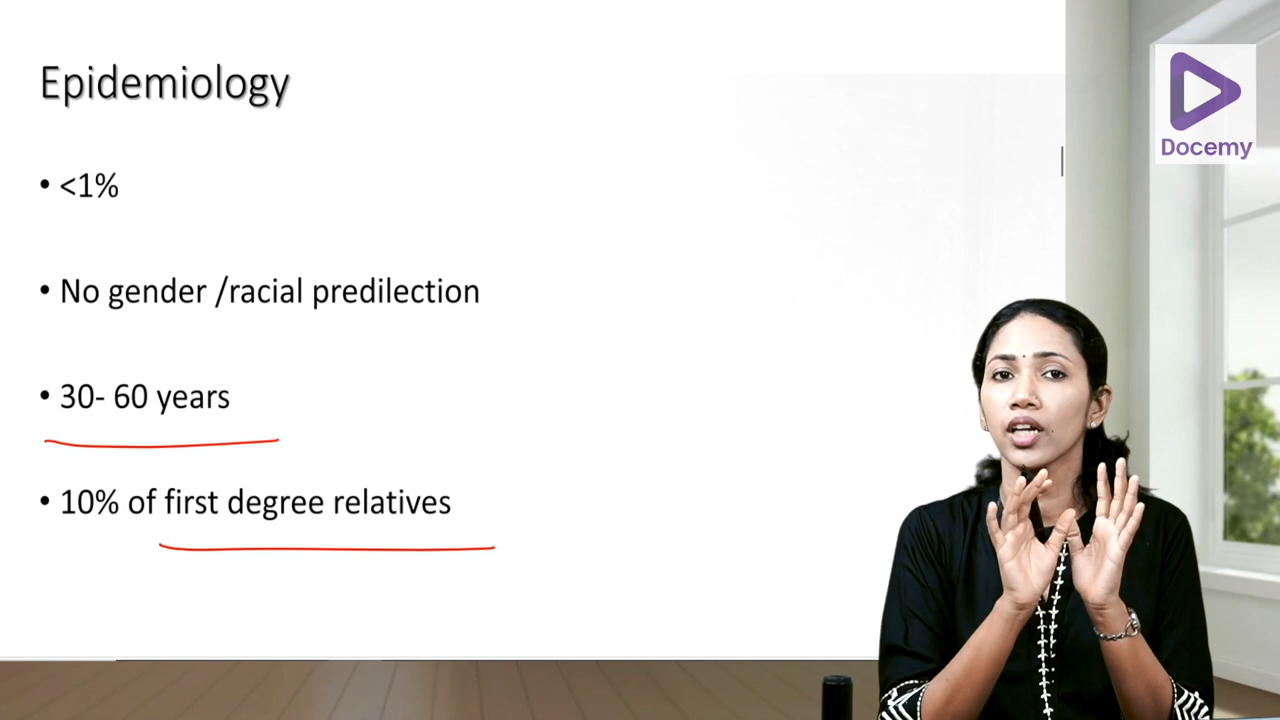 Epidemiology
• <1%
• No gender /racial predilection
• 30- 60 years
• 10% of first degree relatives
Docemy